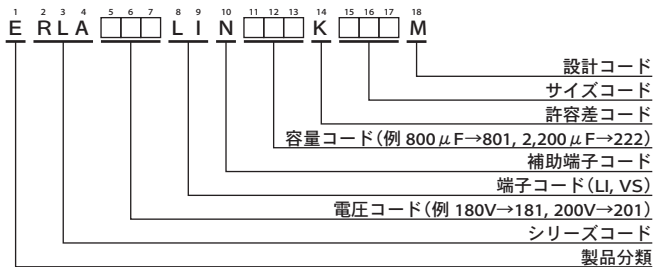 1 2 3 4 5 6 7 8 9 10 11 12 13 14 15 16 17 18
E R L A □□□ L I N □□□ K □□□ M
設計コード
サイズコード
許容差コード
容量コード(例 800μF→801, 2,200μF→222)
補助端子コード
端子コード(LI, VS)
電圧コード(例 180V→181, 200V→201)
シリーズコード
製品分類